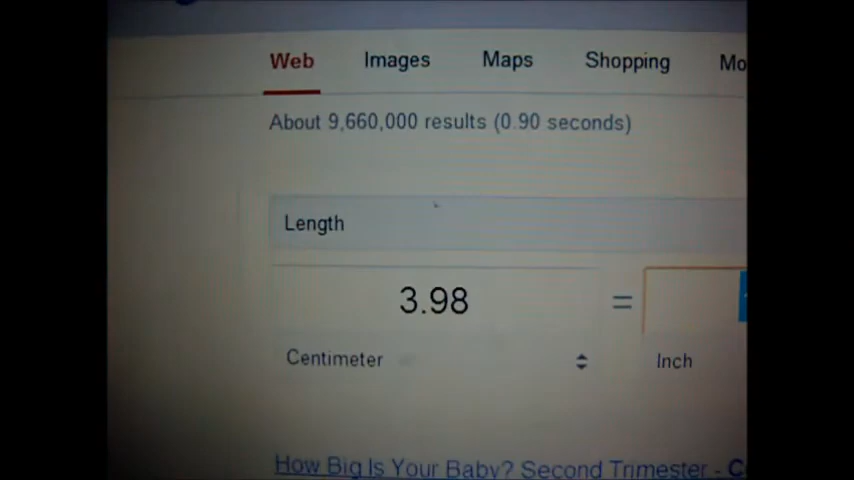 Web Images Maps Shopping Mo
About 9,660,000 results (0.90 seconds)
Length
3.98 =
Centimeter Inch
How Big Is Your Baby? Second Trimester - C